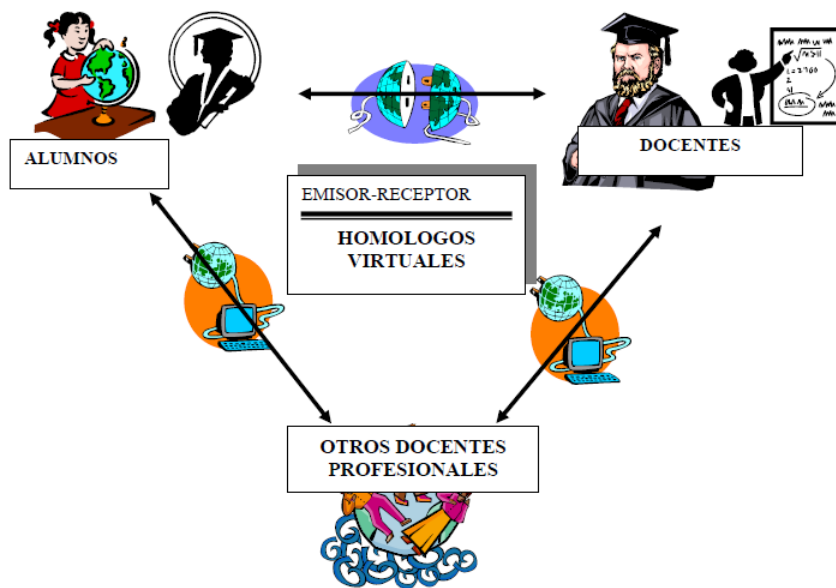 ALUMNOS
DOCENTES
EMISOR-RECEPTOR
HOMOLOGOS
VIRTUALES
OTROS DOCENTES
PROFESIONALES